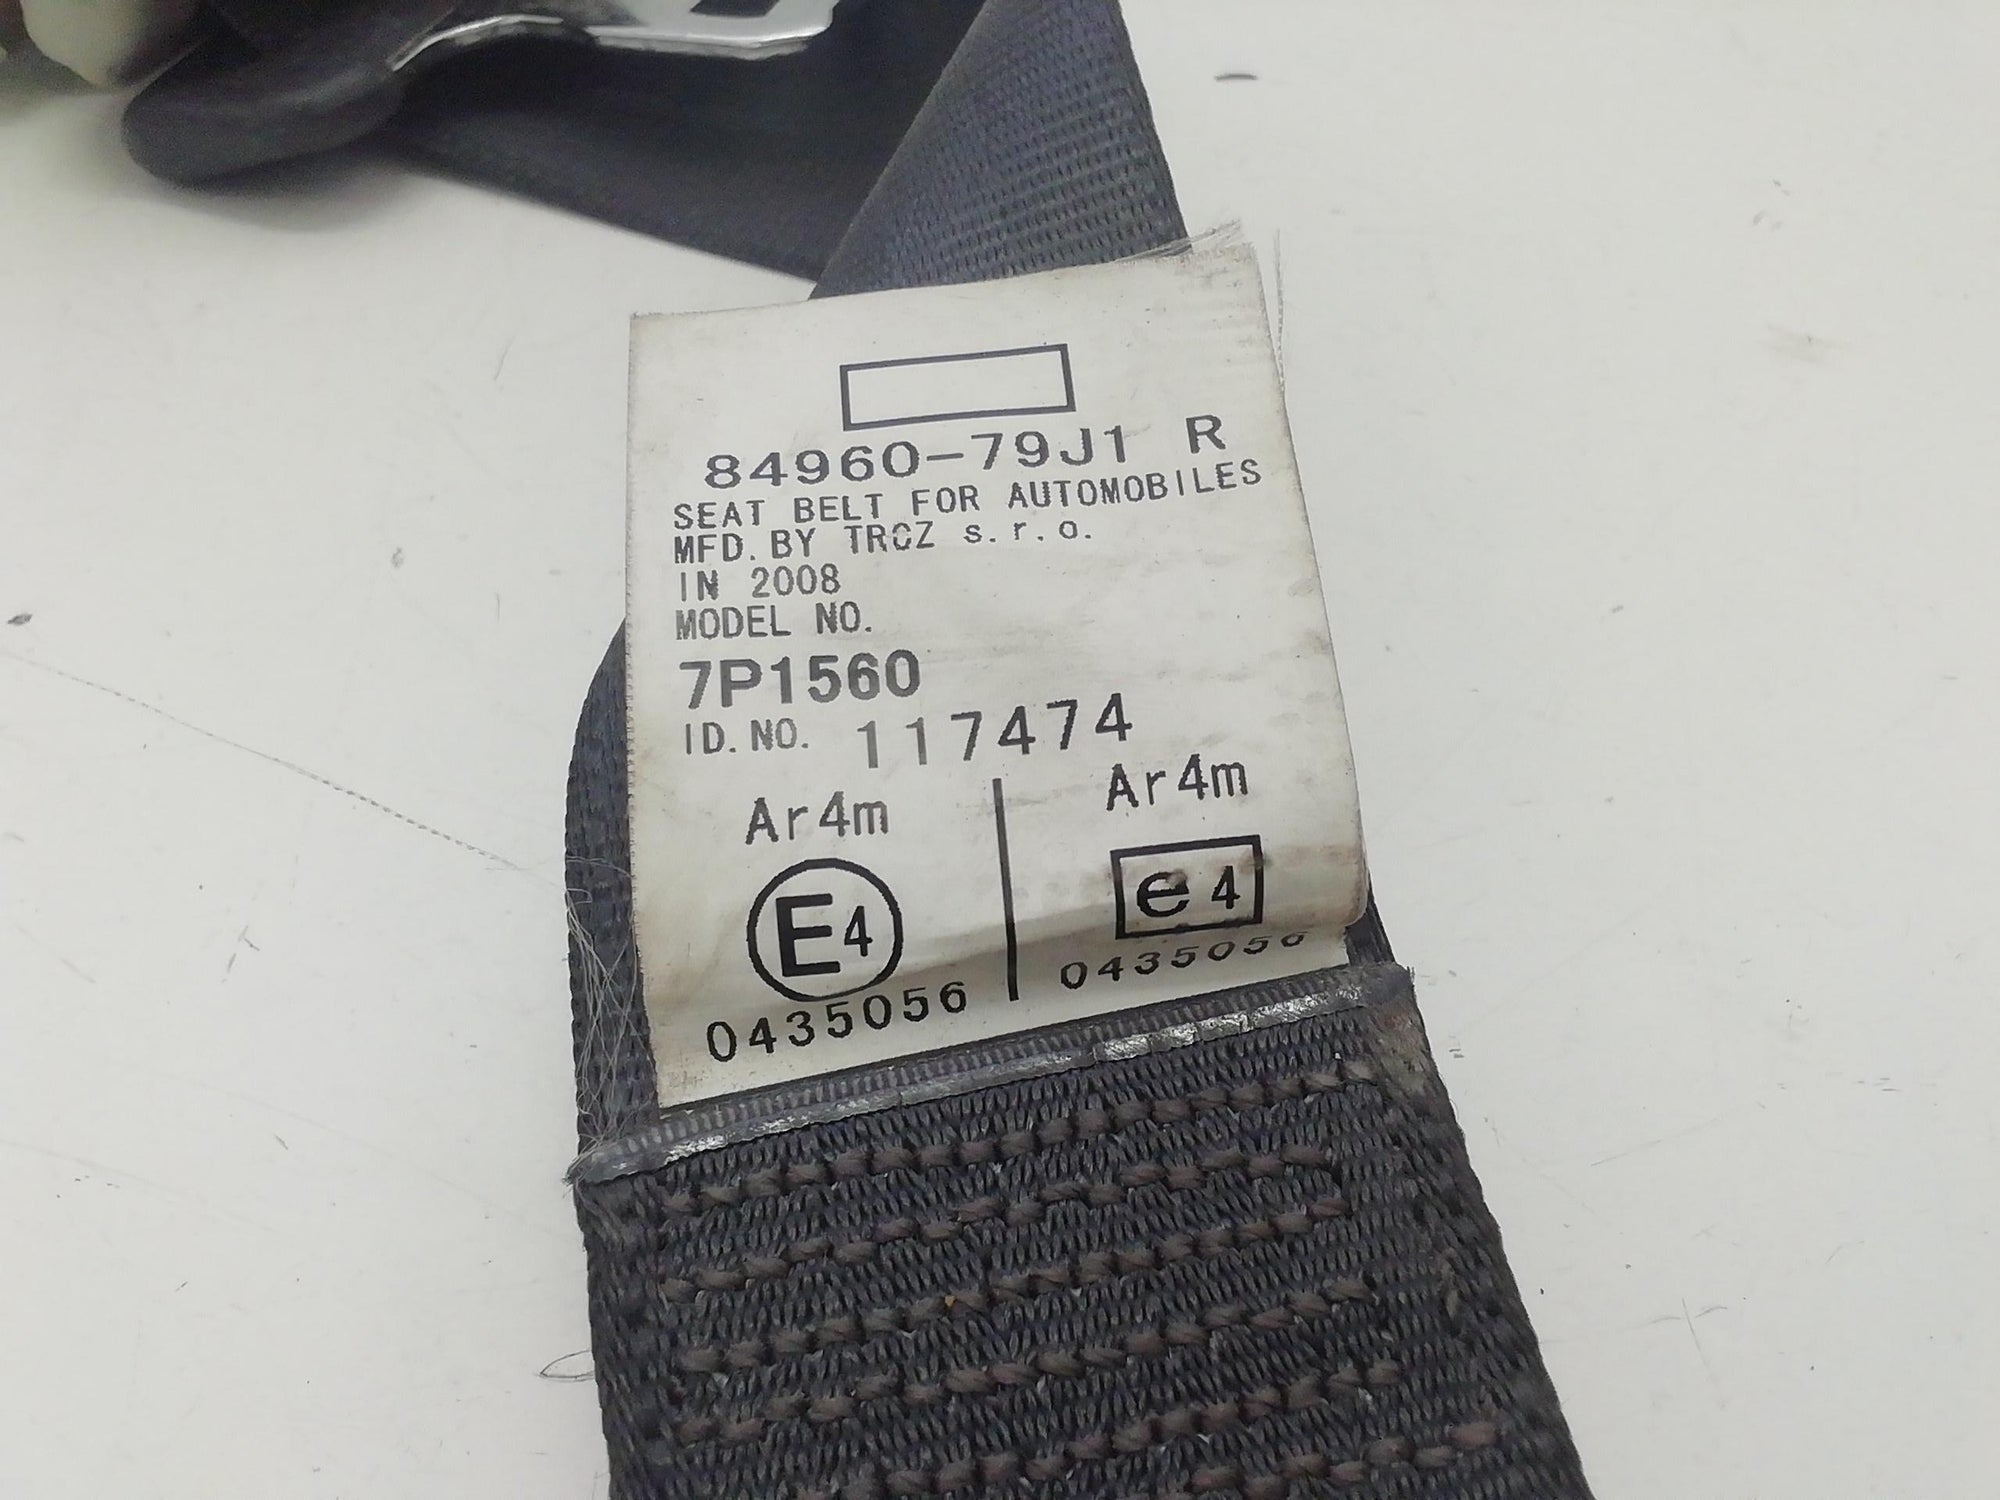 84960-79J1 R
SEAT BELT FOR AUTOMOBILES
MFD. BY TRCZ s.r.o.
IN 2008
MODEL NO.
7P1560
ID. NO. 117474
Ar4m Ar4m
E4 e4
0435056 0435056